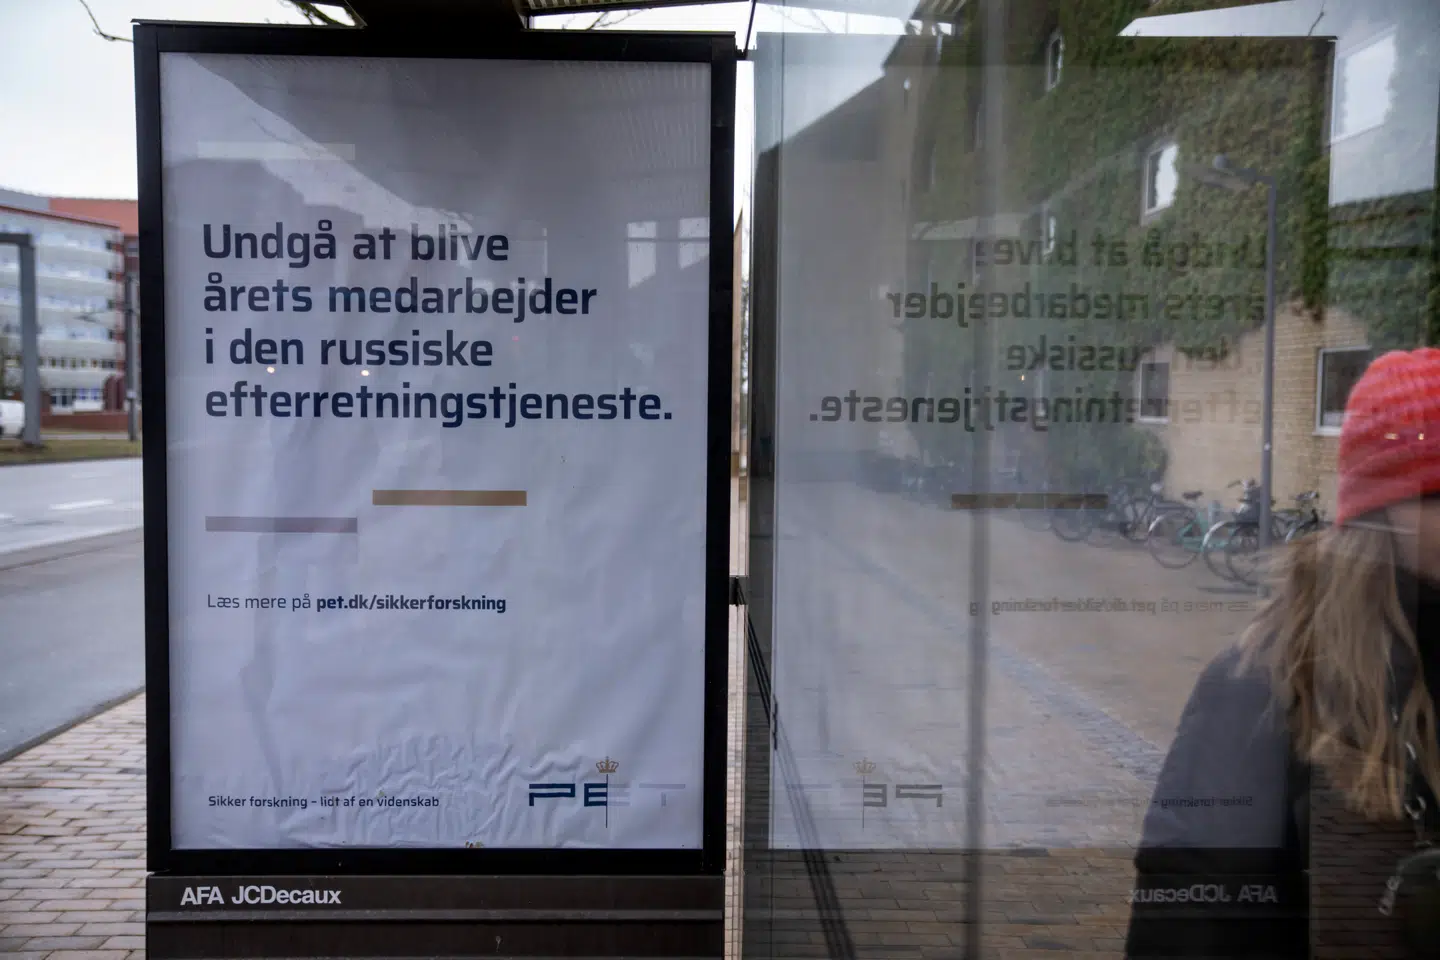 Undgå at blive
årets medarbejder
i den russiske
efterretningstjeneste.
Læs mere på pet.dk/sikkerforskning
Sikker forskning – lidt af en videnskab
PET
AFA JCDecaux